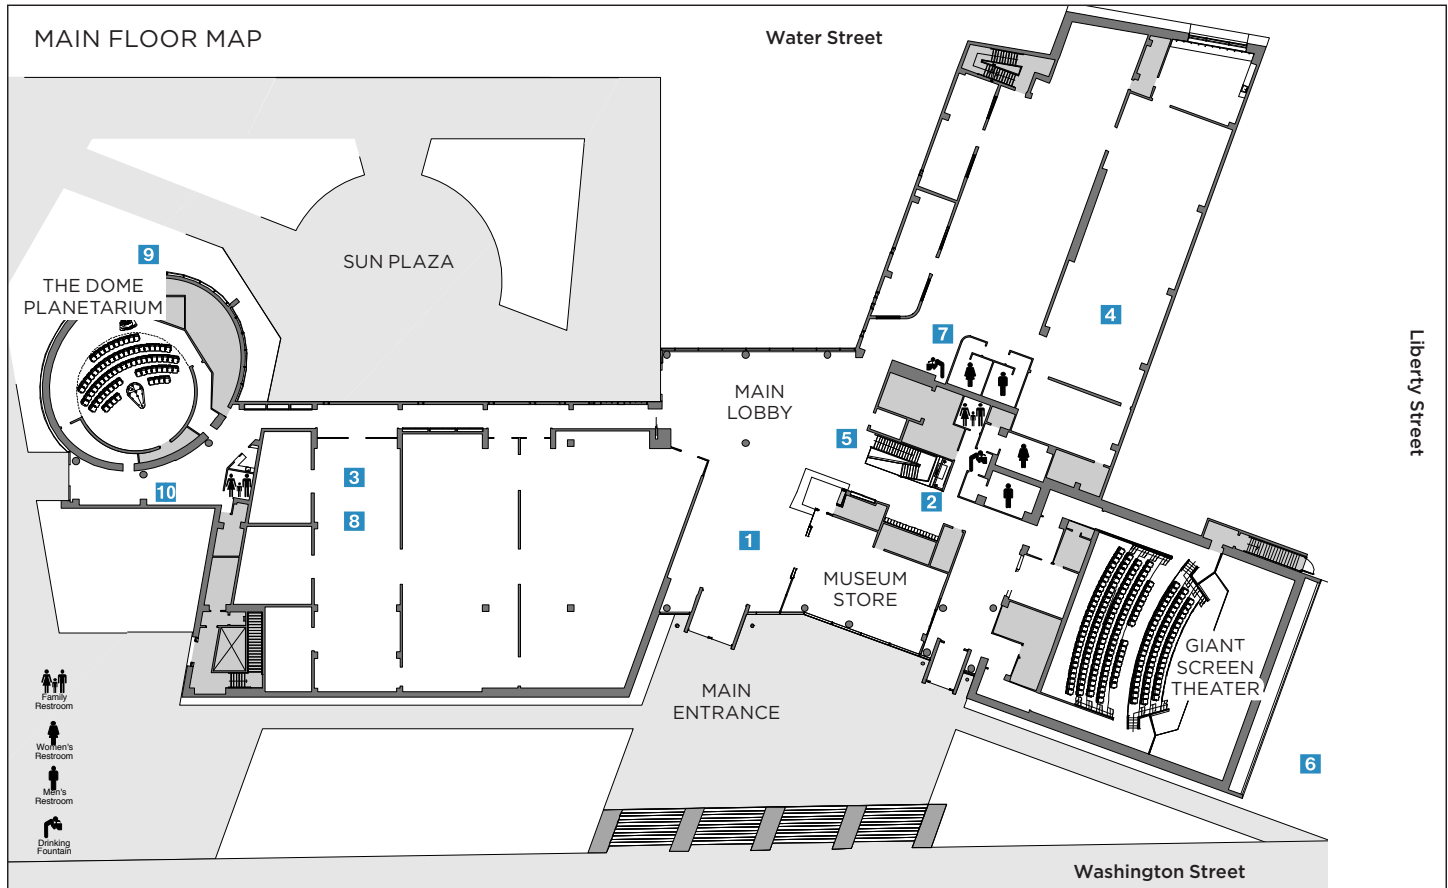 MAIN FLOOR MAP
Water Street
9
THE DOME
PLANETARIUM
SUN PLAZA
4
7
Liberty Street
MAIN
LOBBY
5
3
10
2
8
1
MUSEUM
STORE
GIANT
SCREEN
THEATER
MAIN
ENTRANCE
6
Family
Restroom
Women's
Restroom
Men's
Restroom
Drinking
Fountain
Washington Street